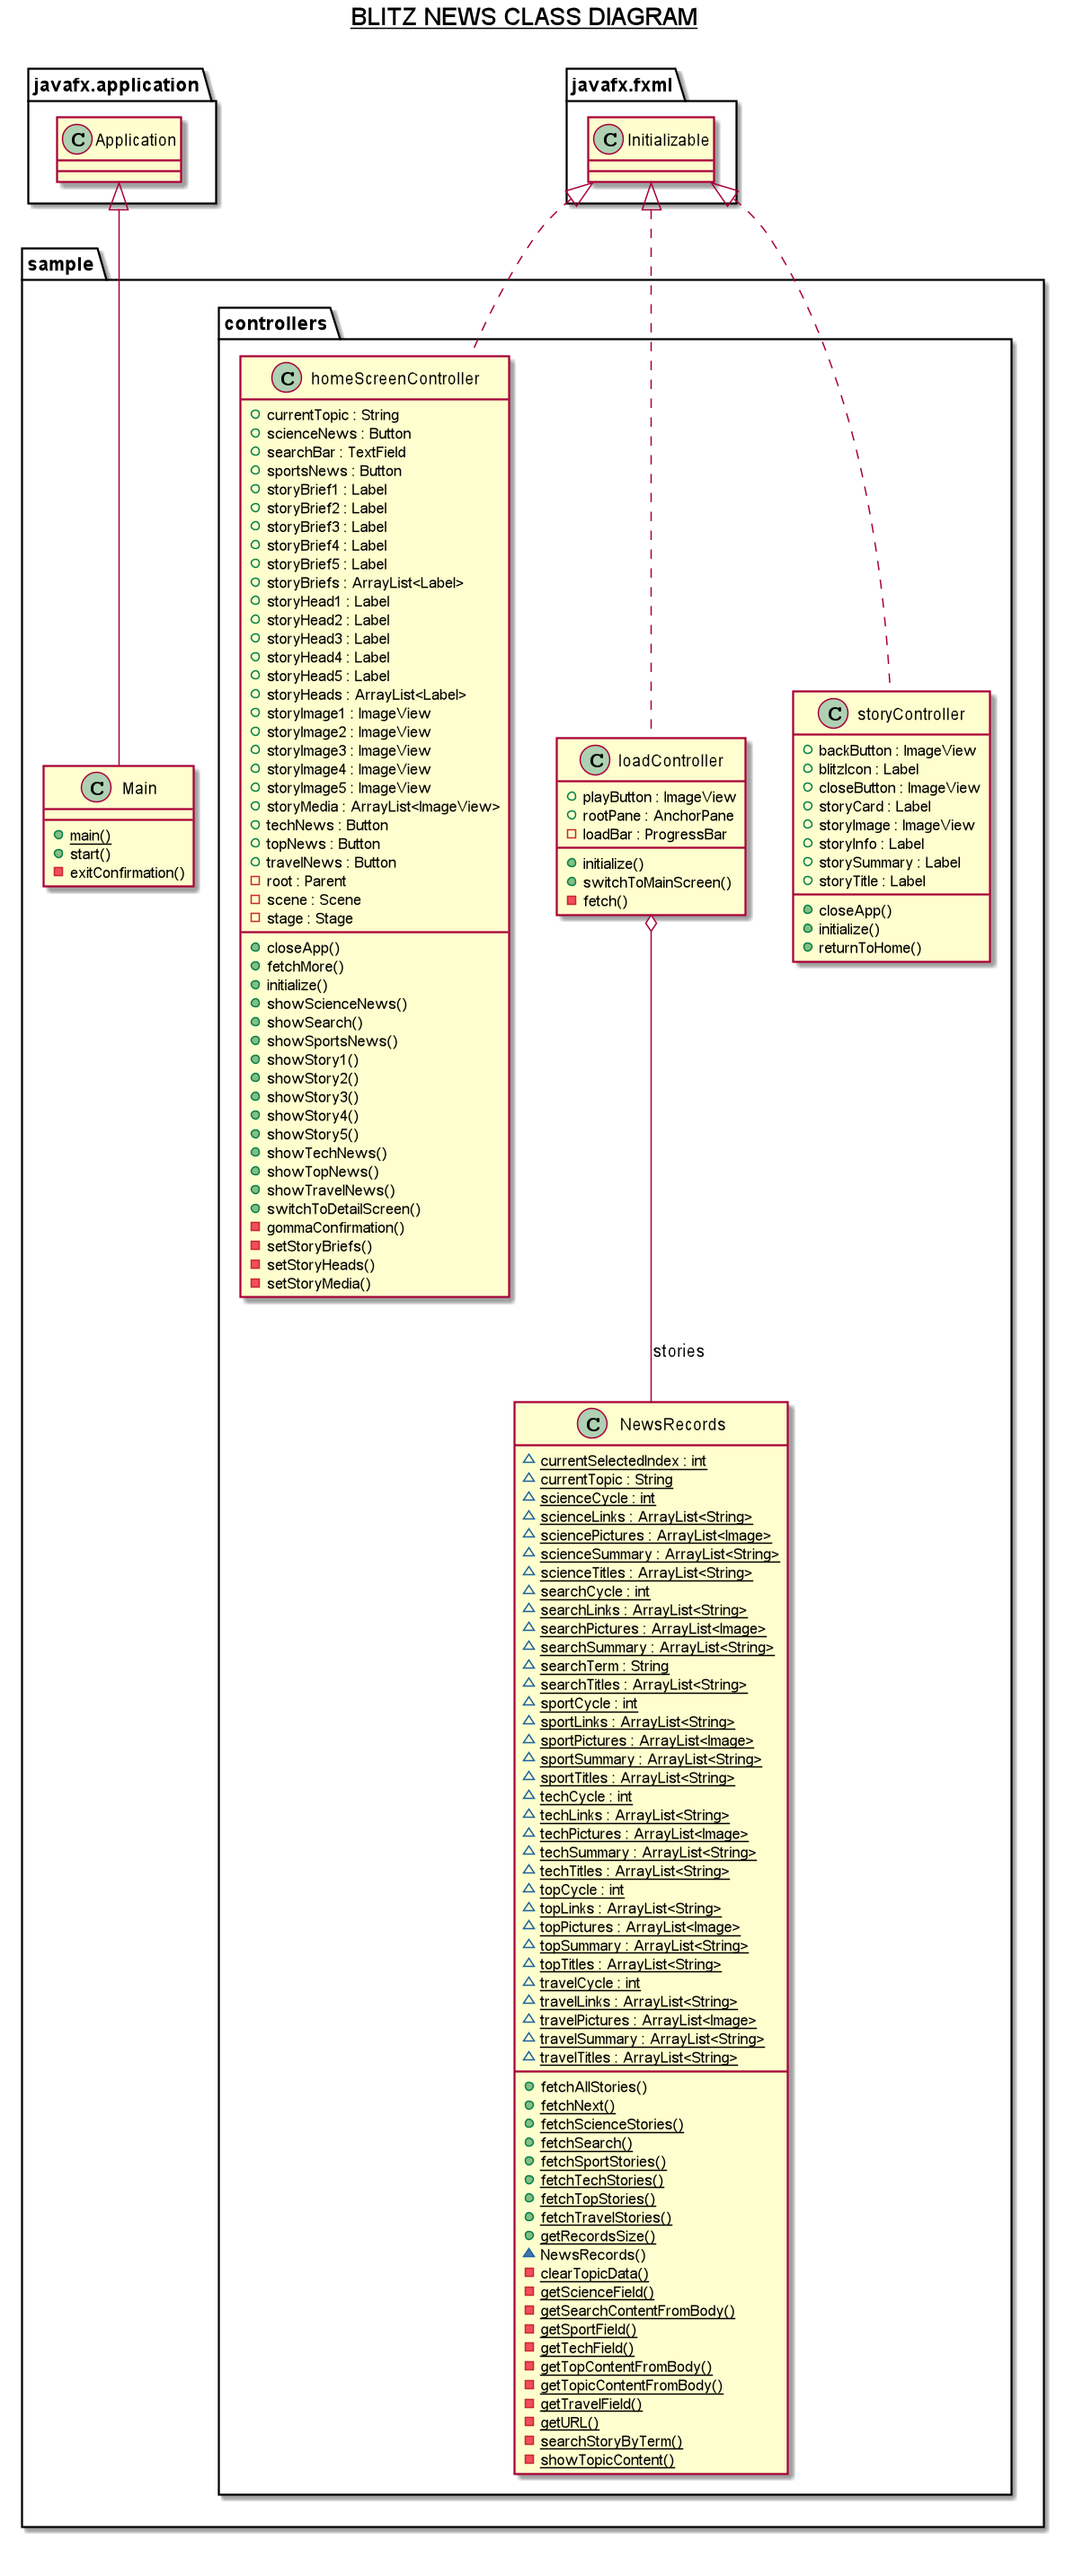 BLITZ NEWS CLASS DIAGRAM
javafx.application
C Application
javafx.fxml
C Initializable
sample
controllers
C homeScreenController
currentTopic : String
scienceNews : Button
searchBar : TextField
sportsNews : Button
storyBrief1 : Label
storyBrief2 : Label
storyBrief3 : Label
storyBrief4 : Label
storyBrief5 : Label
storyBriefs : ArrayList<Label>
storyHead1 : Label
storyHead2 : Label
storyHead3 : Label
storyHead4 : Label
storyHead5 : Label
storyHeads : ArrayList<Label>
storyImage1 : ImageView
storyImage2 : ImageView
storyImage3 : ImageView
storyImage4 : ImageView
storyImage5 : ImageView
storyMedia : ArrayList<ImageView>
techNews : Button
topNews : Button
travelNews : Button
root : Parent
scene : Scene
stage : Stage
closeApp()
fetchMore()
initialize()
showScienceNews()
showSearch()
showSportsNews()
showStory1()
showStory2()
showStory3()
showStory4()
showStory5()
showTechNews()
showTopNews()
showTravelNews()
switchToDetailScreen()
gommaConfirmation()
setStoryBriefs()
setStoryHeads()
setStoryMedia()
C Main
main()
start()
exitConfirmation()
C loadController
playButton : ImageView
rootPane : AnchorPane
loadBar : ProgressBar
initialize()
switchToMainScreen()
fetch()
C storyController
backButton : ImageView
blitzIcon : Label
closeButton : ImageView
storyCard : Label
storyImage : ImageView
storyInfo : Label
storySummary : Label
storyTitle : Label
closeApp()
initialize()
returnToHome()
stories
C NewsRecords
currentSelectedIndex : int
currentTopic : String
scienceCycle : int
scienceLinks : ArrayList<String>
sciencePictures : ArrayList<Image>
scienceSummary : ArrayList<String>
scienceTitles : ArrayList<String>
searchCycle : int
searchLinks : ArrayList<String>
searchPictures : ArrayList<Image>
searchSummary : ArrayList<String>
searchTerm : String
searchTitles : ArrayList<String>
sportCycle : int
sportLinks : ArrayList<String>
sportPictures : ArrayList<Image>
sportSummary : ArrayList<String>
sportTitles : ArrayList<String>
techCycle : int
techLinks : ArrayList<String>
techPictures : ArrayList<Image>
techSummary : ArrayList<String>
techTitles : ArrayList<String>
topCycle : int
topLinks : ArrayList<String>
topPictures : ArrayList<Image>
topSummary : ArrayList<String>
topTitles : ArrayList<String>
travelCycle : int
travelLinks : ArrayList<String>
travelPictures : ArrayList<Image>
travelSummary : ArrayList<String>
travelTitles : ArrayList<String>
fetchAllStories()
fetchNext()
fetchScienceStories()
fetchSearch()
fetchSportStories()
fetchTechStories()
fetchTopStories()
fetchTravelStories()
getRecordsSize()
NewsRecords()
clearTopicData()
getScienceField()
getSearchContentFromBody()
getSportField()
getTechField()
getTopContentFromBody()
getTopicContentFromBody()
getTravelField()
getURL()
searchStoryByTerm()
showTopicContent()